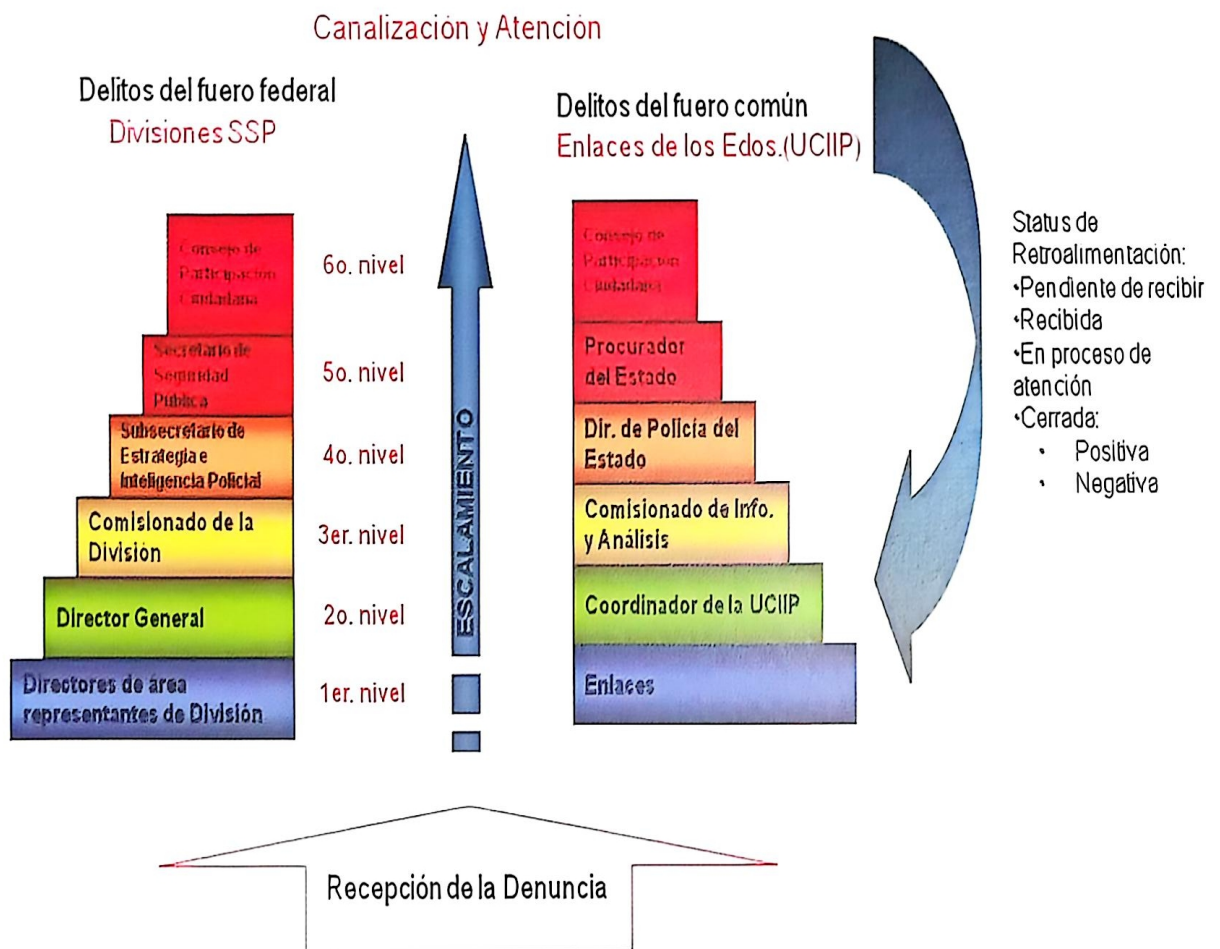 Canalización y Atención
Delitos del fuero federal
Divisiones SSP
Delitos del fuero común
Enlaces de los Edos.(UCIIP)
Consejo de
Participación
Ciudadana
6o. nivel
Secretario de
Seguridad
Pública
5o. nivel
Subsecretario de
Estrategia e
Inteligencia Policial
4o. nivel
Comisionado de la
División
3er. nivel
Director General
2o. nivel
Directores de área
representantes de División
1er. nivel
ESCALAMIENTO
Consejo de
Participación
Ciudadana
Procurador
del Estado
Dir. de Policía del
Estado
Comisionado de Info.
y Análisis
Coordinador de la UCIIP
Enlaces
Status de
Retroalimentación:
•Pendiente de recibir
•Recibida
•En proceso de
atención
•Cerrada:
• Positiva
• Negativa
Recepción de la Denuncia